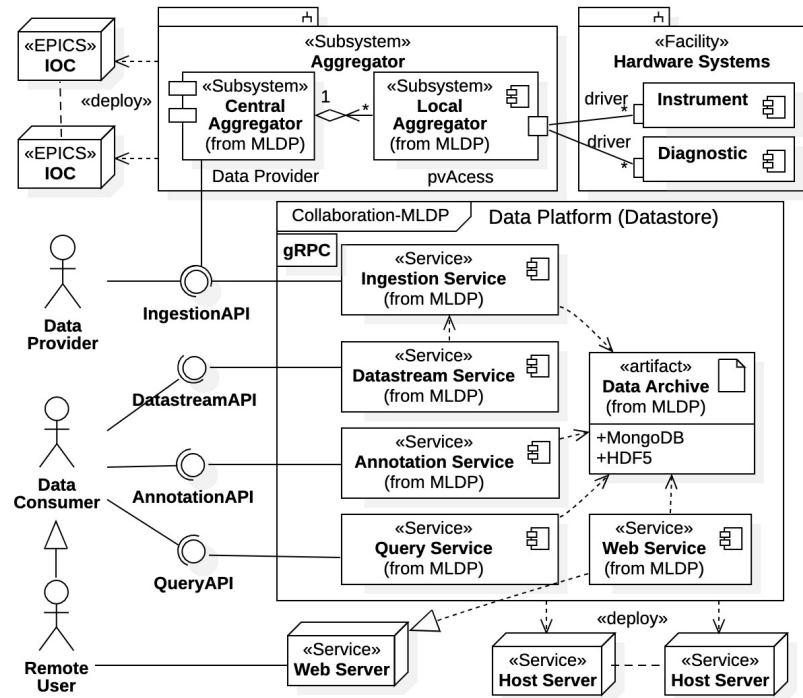 «EPICS»
IOC
«deploy»
«EPICS»
IOC
«Subsystem»
Aggregator
«Subsystem»
Central
Aggregator
(from MLDP)
1
*
«Subsystem»
Local
Aggregator
(from MLDP)
Data Provider
pvAcess
«Facility»
Hardware Systems
driver
*
Instrument
driver
*
Diagnostic
Collaboration-MLDP
Data Platform (Datastore)
gRPC
Data
Provider
IngestionAPI
«Service»
Ingestion Service
(from MLDP)
DatastreamAPI
«Service»
Datastream Service
(from MLDP)
«artifact»
Data Archive
(from MLDP)
+MongoDB
+HDF5
Data
Consumer
AnnotationAPI
«Service»
Annotation Service
(from MLDP)
QueryAPI
«Service»
Query Service
(from MLDP)
«Service»
Web Service
(from MLDP)
Remote
User
«Service»
Web Server
«deploy»
«Service»
Host Server
«Service»
Host Server